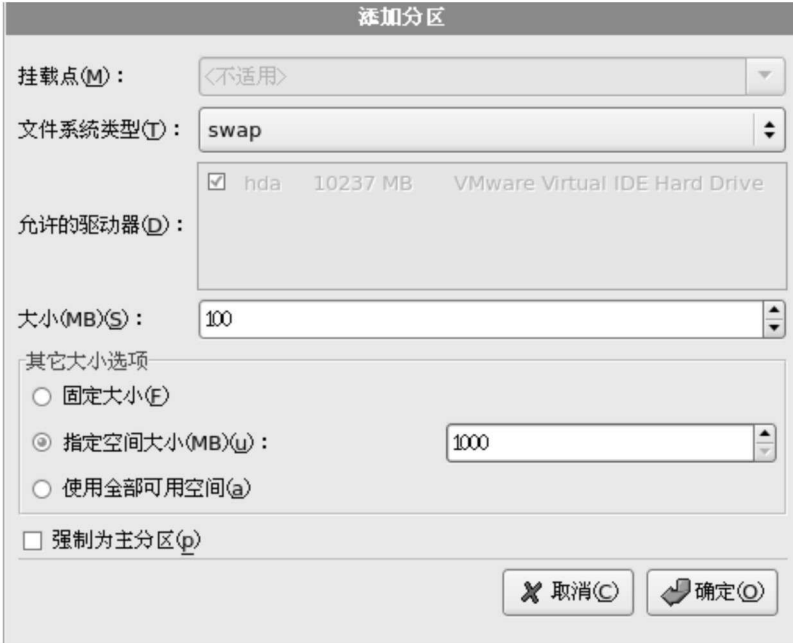 添加分区
挂载点(M)：
<不适用>
文件系统类型(T)：
swap
允许的驱动器(D)：
hda 10237 MB VMware Virtual IDE Hard Drive
大小(MB)(S)：
100
其它大小选项
固定大小(F)
指定空间大小(MB)(u)：
1000
使用全部可用空间(a)
强制为主分区(p)
取消(C)
确定(O)